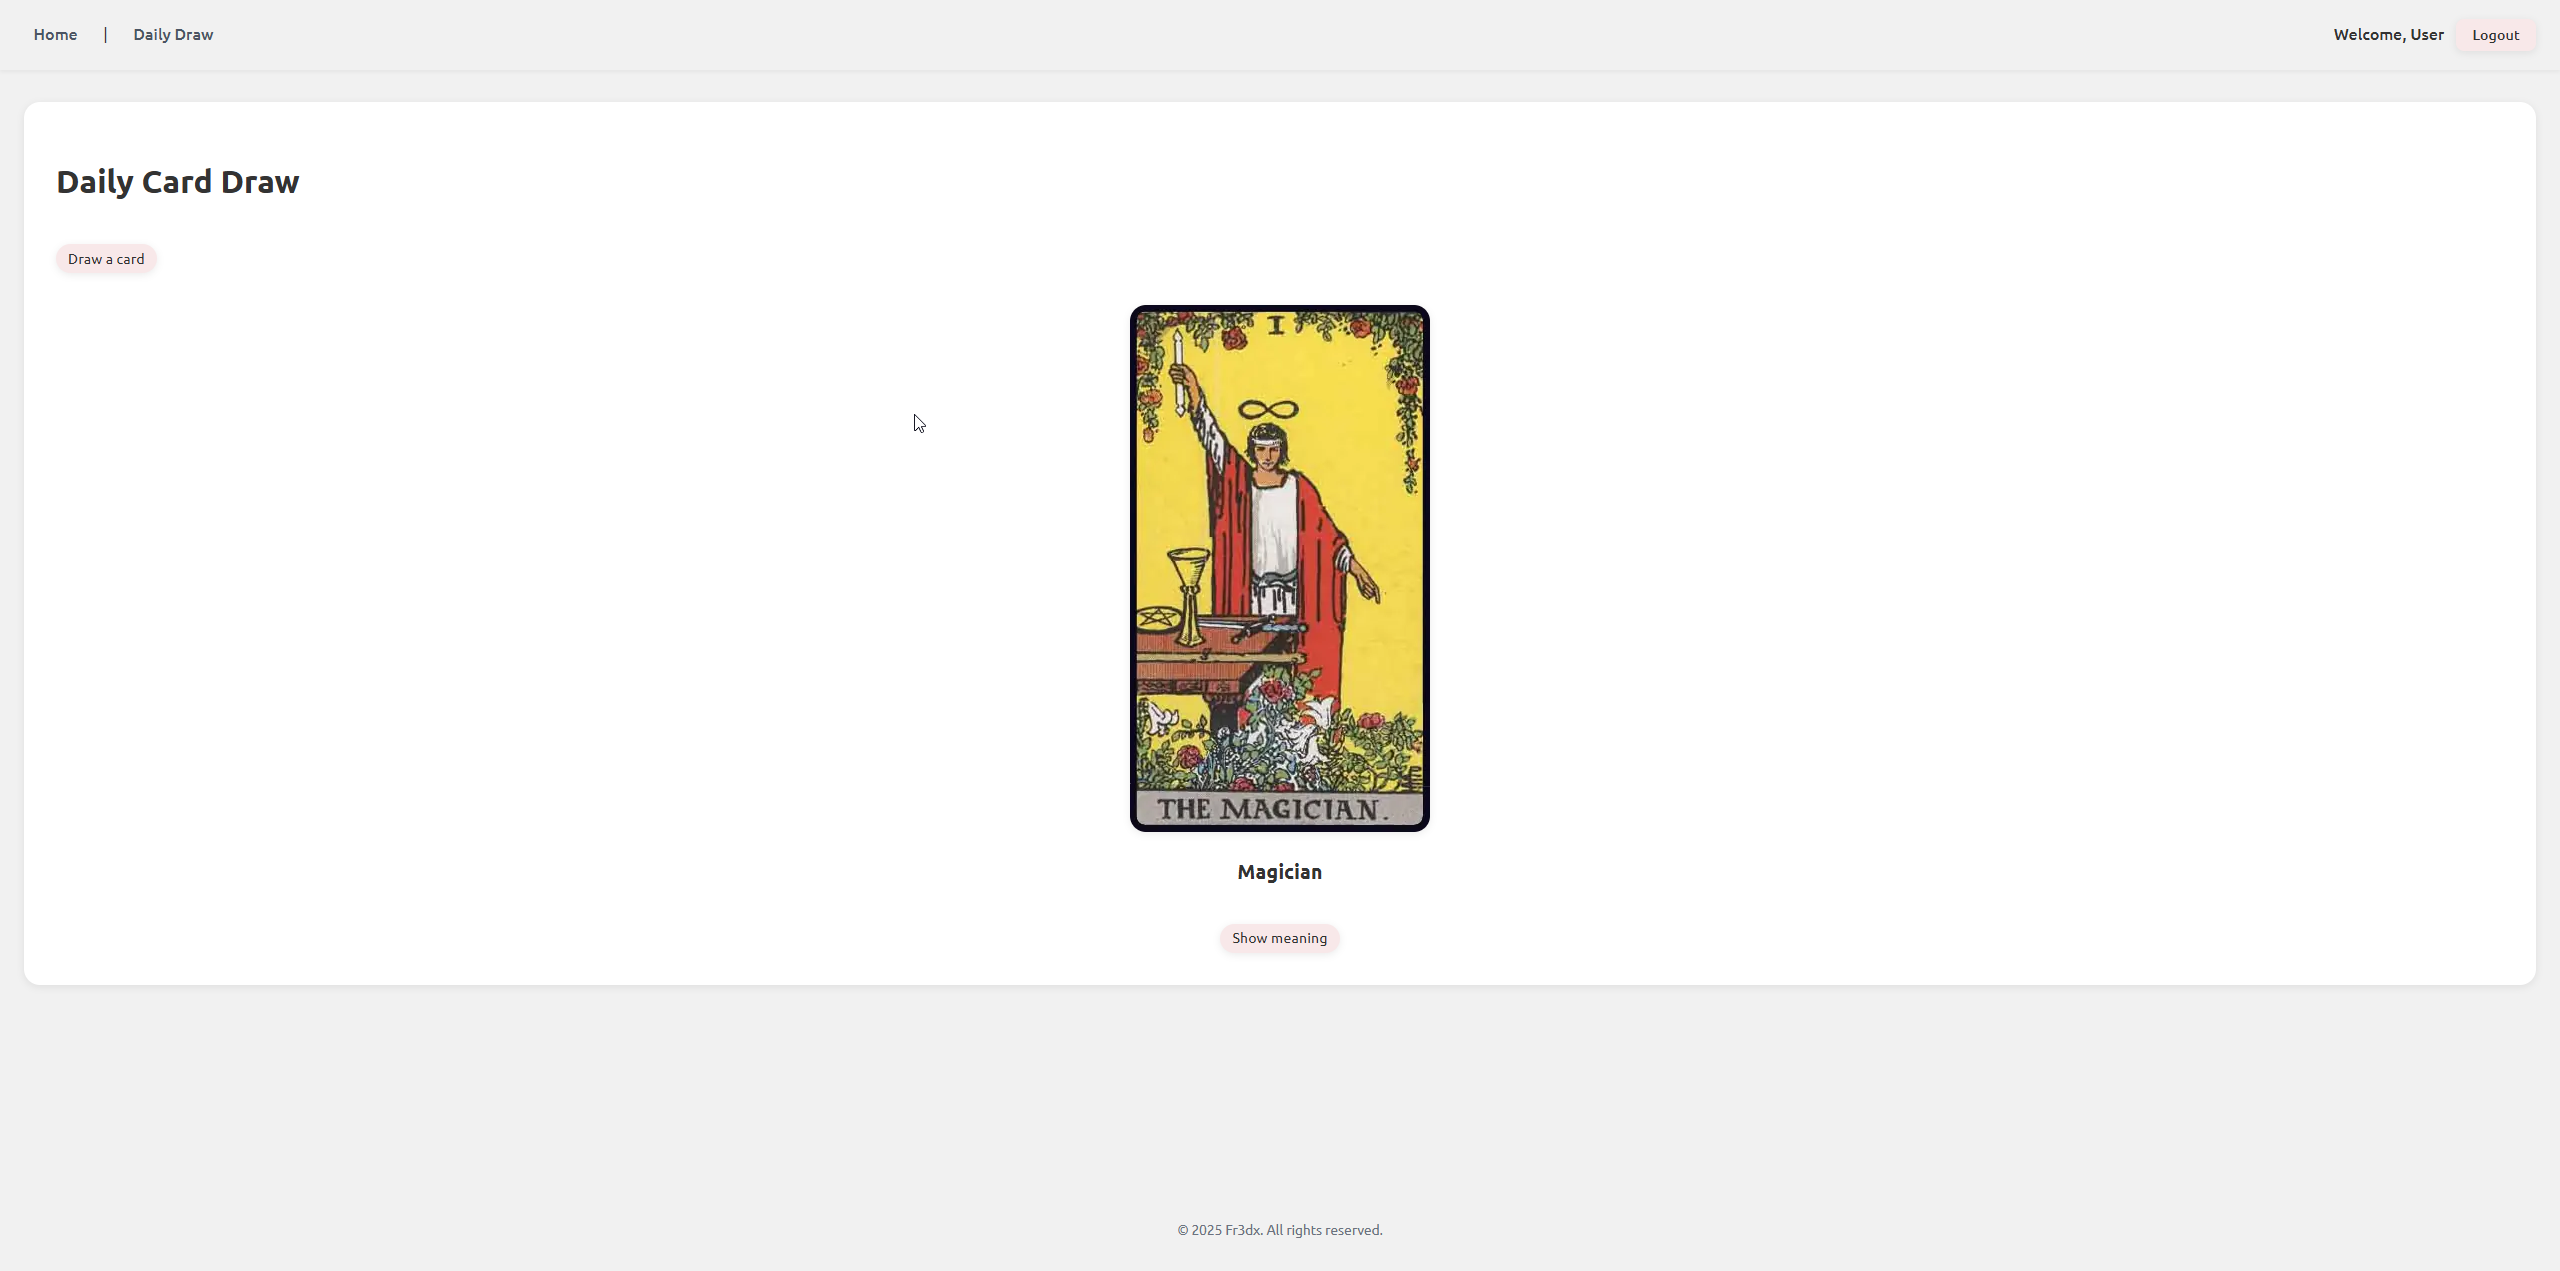 Home | Daily Draw Welcome, User Logout
Daily Card Draw
Draw a card
I
THE MAGICIAN.
Magician
Show meaning
© 2025 Fr3dx. All rights reserved.